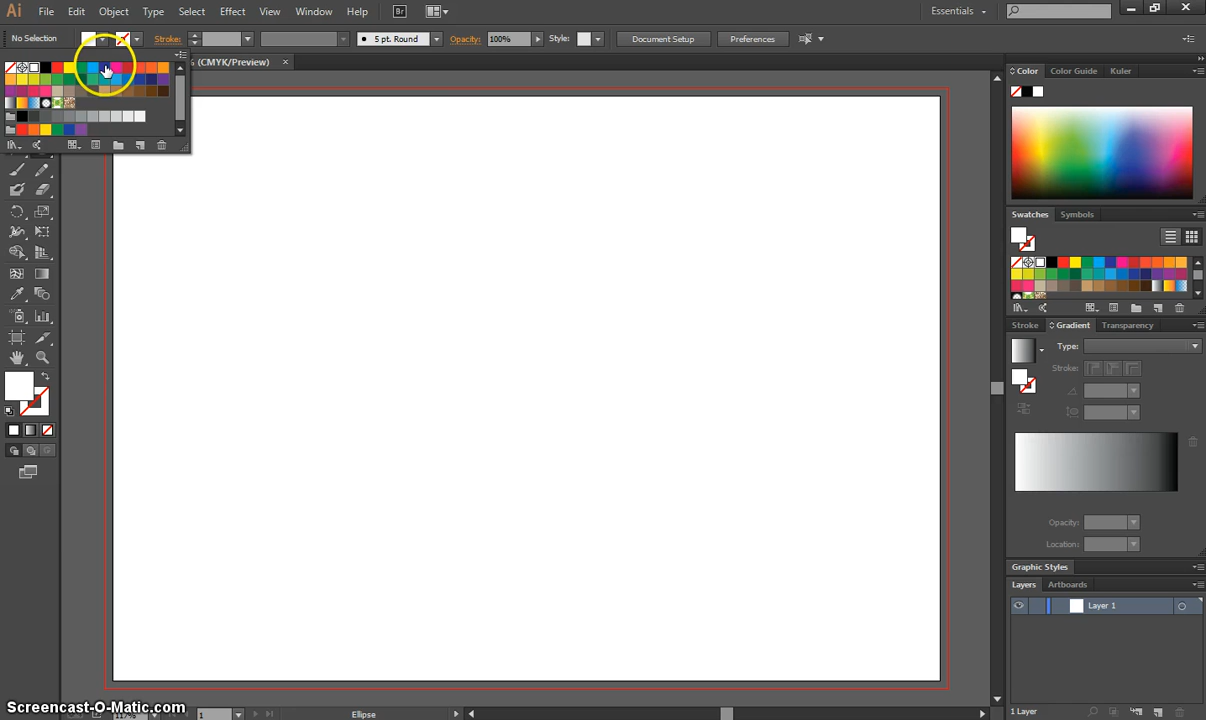 Ai File Edit Object Type Select Effect View Window Help Br Essentials
No Selection Stroke: 5 pt. Round Opacity: 100% Style: Document Setup Preferences
% (CMYK/Preview) ×
Color Color Guide Kuler
Swatches Symbols
Stroke Gradient Transparency
Type:
Stroke:
Opacity:
Location:
Graphic Styles
Layers Artboards
Layer 1
117% 1 Ellipse
1 Layer
Screencast-O-Matic.com